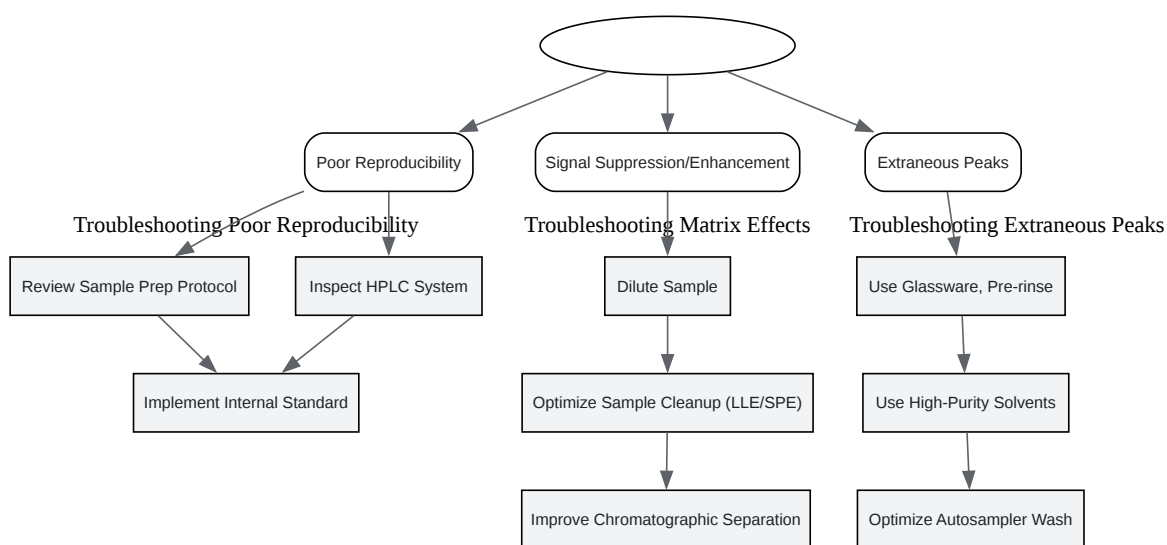 Poor Reproducibility
Signal Suppression/Enhancement
Extraneous Peaks
Troubleshooting Poor Reproducibility
Troubleshooting Matrix Effects
Troubleshooting Extraneous Peaks
Review Sample Prep Protocol
Inspect HPLC System
Dilute Sample
Use Glassware, Pre-rinse
Implement Internal Standard
Optimize Sample Cleanup (LLE/SPE)
Use High-Purity Solvents
Improve Chromatographic Separation
Optimize Autosampler Wash